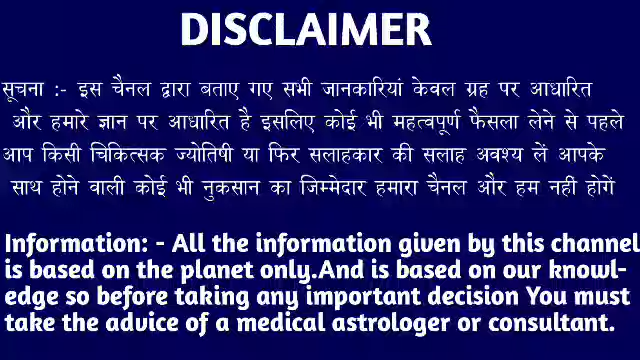 DISCLAIMER
सूचना :- इस चैनल द्वारा बताए गए सभी जानकारियां केवल ग्रह पर आधारित
और हमारे ज्ञान पर आधारित है इसलिए कोई भी महत्वपूर्ण फैसला लेने से पहले
आप किसी चिकित्सक ज्योतिषी या फिर सलाहकार की सलाह अवश्य लें आपके
साथ होने वाली कोई भी नुकसान का जिम्मेदार हमारा चैनल और हम नहीं होगें
Information: - All the information given by this channel
is based on the planet only.And is based on our knowl-
edge so before taking any important decision You must
take the advice of a medical astrologer or consultant.